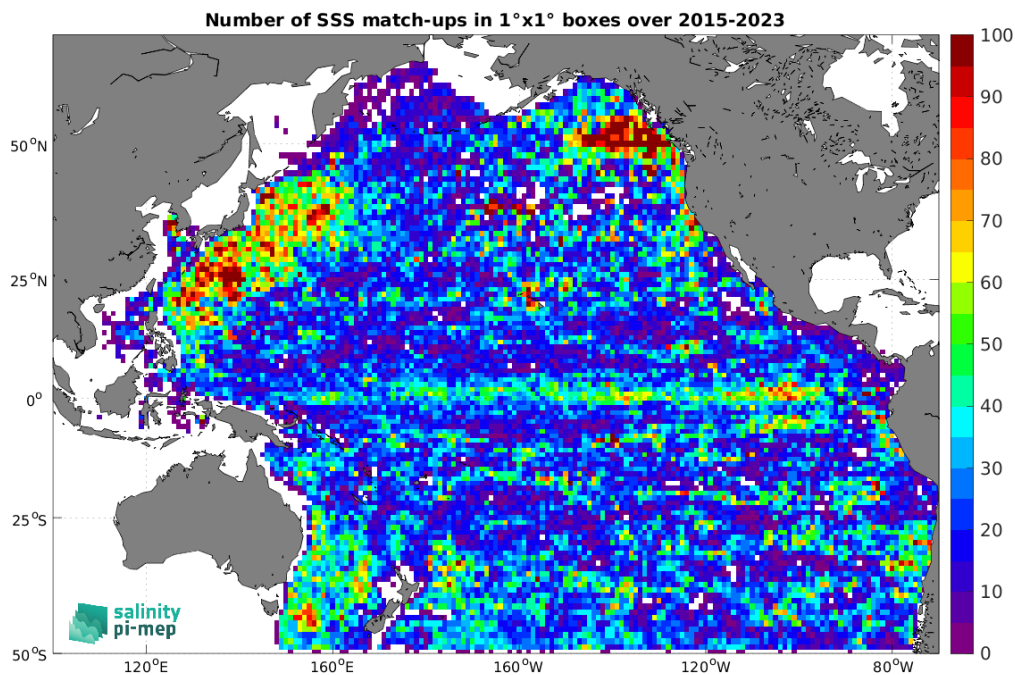 Number of SSS match-ups in 1°x1° boxes over 2015-2023
100
90
80
70
60
50
40
30
20
10
0
50°N
25°N
0°
25°S
50°S
120°E
160°E
160°W
120°W
80°W
salinity
pi-mep